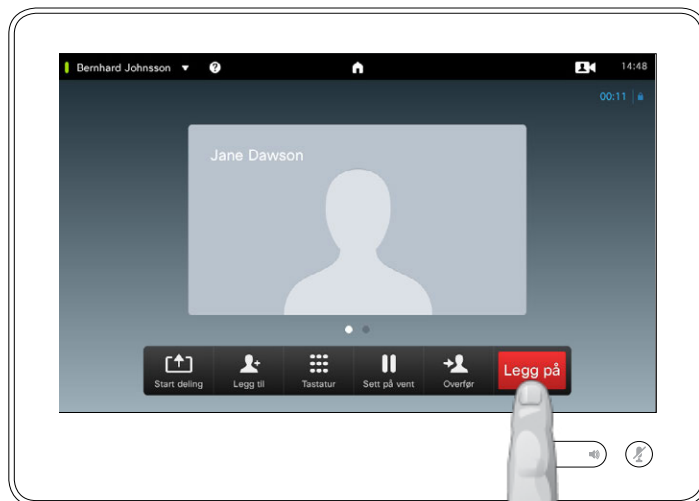 Bernhard Johnsson
14:48
00:11
Jane Dawson
Start deling
Legg til
Tastatur
Sett på vent
Overfør
Legg på